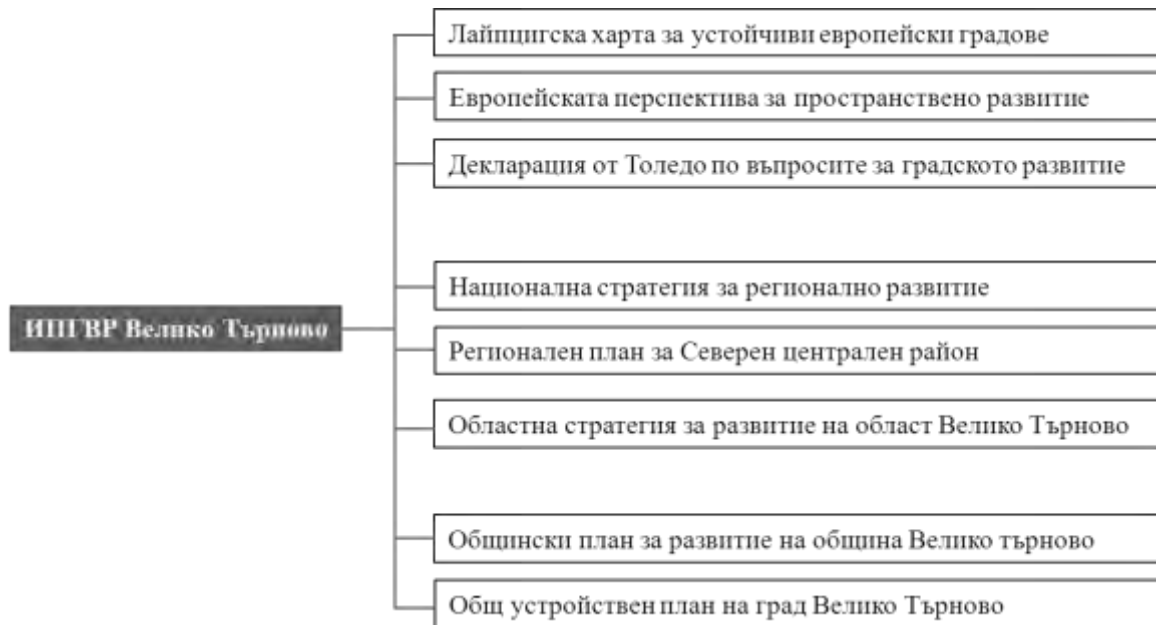 Лайпцигска харта за устойчиви европейски градове
Европейската перспектива за пространствено развитие
Декларация от Толедо по въпросите за градското развитие
Национална стратегия за регионално развитие
ИПГВР Велико Търново
Регионален план за Северен централен район
Областна стратегия за развитие на област Велико Търново
Общински план за развитие на община Велико търново
Общ устройствен план на град Велико Търново